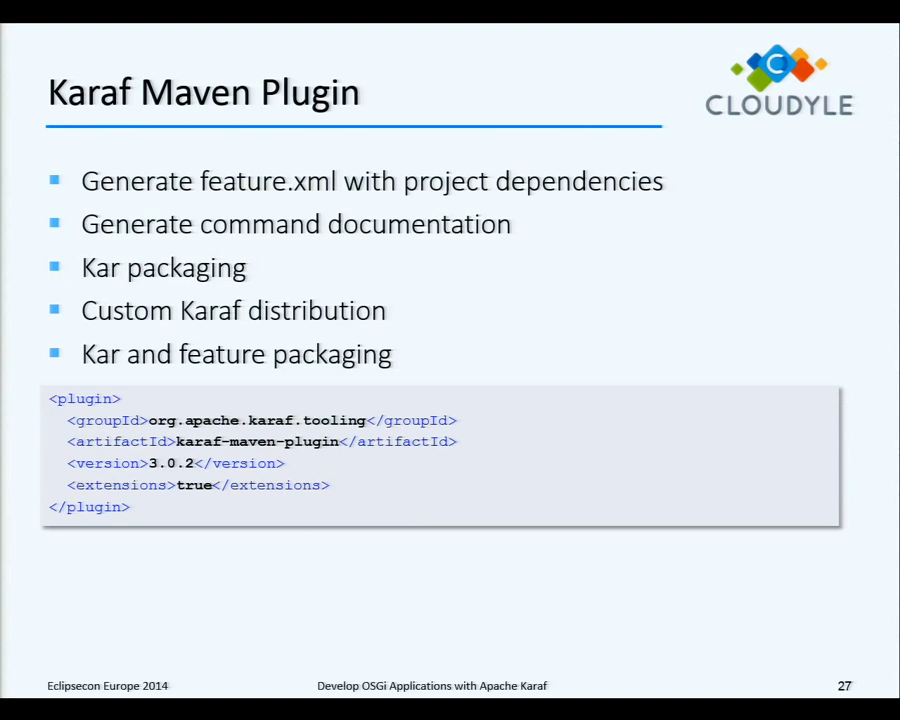 Karaf Maven Plugin
CLOUDYLE
Generate feature.xml with project dependencies
Generate command documentation
Kar packaging
Custom Karaf distribution
Kar and feature packaging
<plugin>
<groupId>org.apache.karaf.tooling</groupId>
<artifactId>karaf-maven-plugin</artifactId>
<version>3.0.2</version>
<extensions>true</extensions>
</plugin>
Eclipsecon Europe 2014
Develop OSGi Applications with Apache Karaf
27